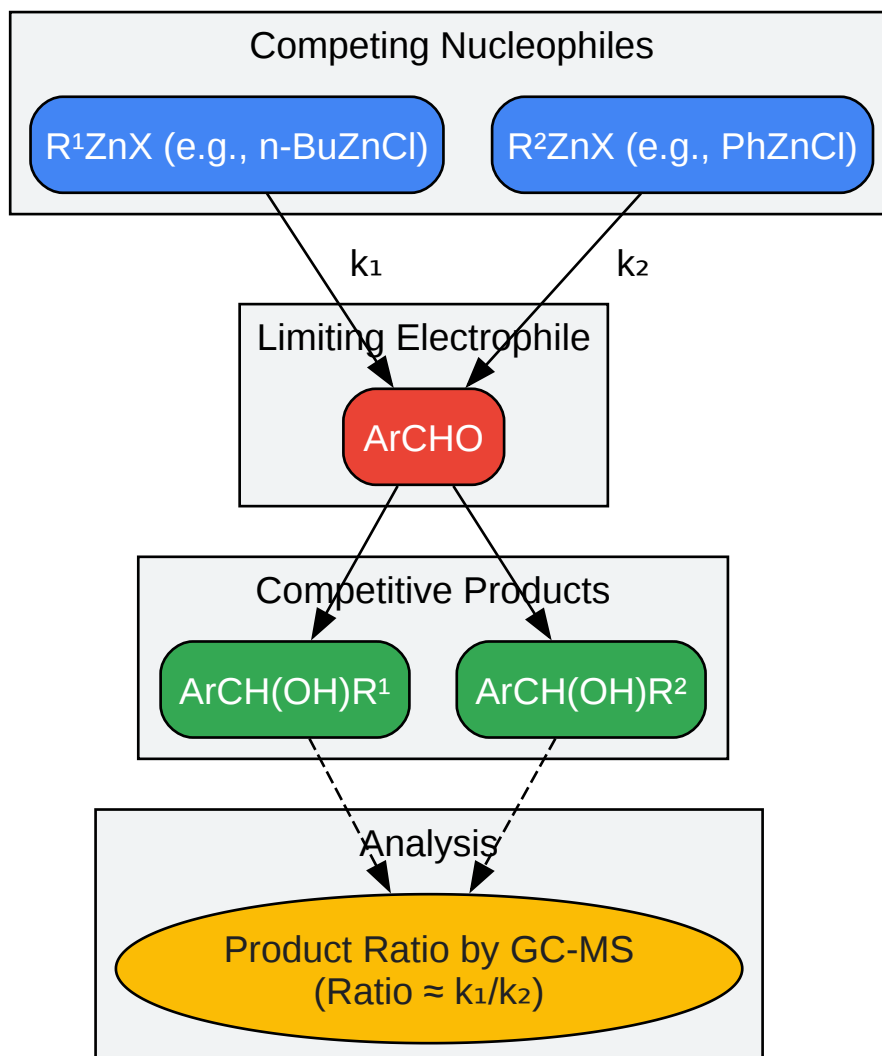 Competing Nucleophiles
R¹ZnX (e.g., n-BuZnCl)
R²ZnX (e.g., PhZnCl)
k₁
k₂
Limiting Electrophile
ArCHO
Competitive Products
ArCH(OH)R¹
ArCH(OH)R²
Analysis
Product Ratio by GC-MS
(Ratio ≈ k₁/k₂)